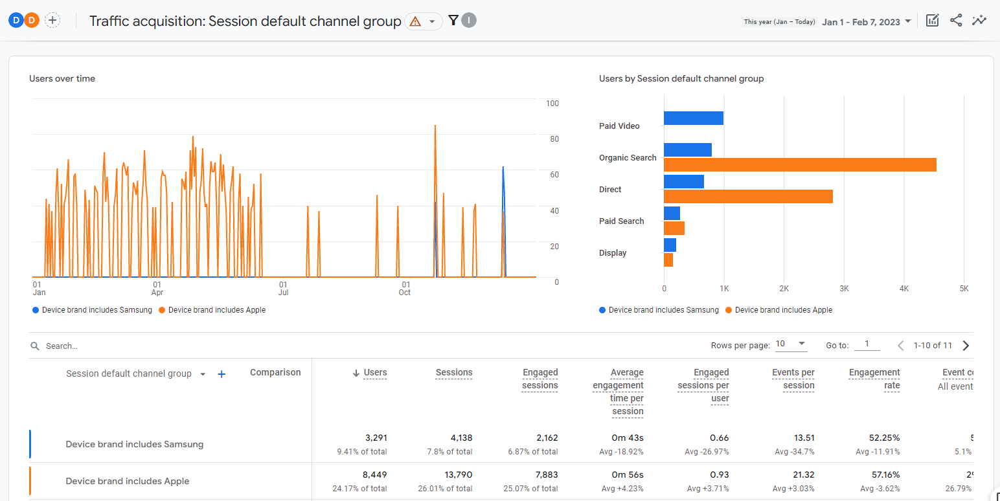 D D +
Traffic acquisition: Session default channel group
I
This year (Jan – Today) Jan 1 - Feb 7, 2023
Users over time
100
80
60
40
20
0
01 01 01 01
Jan Apr Jul Oct
Device brand includes Samsung Device brand includes Apple
Users by Session default channel group
Paid Video
Organic Search
Direct
Paid Search
Display
0 1K 2K 3K 4K 5K
Device brand includes Samsung Device brand includes Apple
Search... Rows per page: 10 Go to: 1 1-10 of 11
Session default channel group + Comparison
Users
Sessions
Engaged
sessions
Average
engagement
time per
session
Engaged
sessions per
user
Events per
session
Engagement
rate
Event
All event
Device brand includes Samsung
3,291 4,138 2,162 0m 43s 0.66 13.51 52.25%
9.41% of total 7.8% of total 6.87% of total Avg -18.92% Avg -26.97% Avg -34.7% Avg -11.91% 5.1%
Device brand includes Apple
8,449 13,790 7,883 0m 56s 0.93 21.32 57.16%
24.17% of total 26.01% of total 25.07% of total Avg +4.23% Avg +3.71% Avg +3.03% Avg -3.62% 26.79%